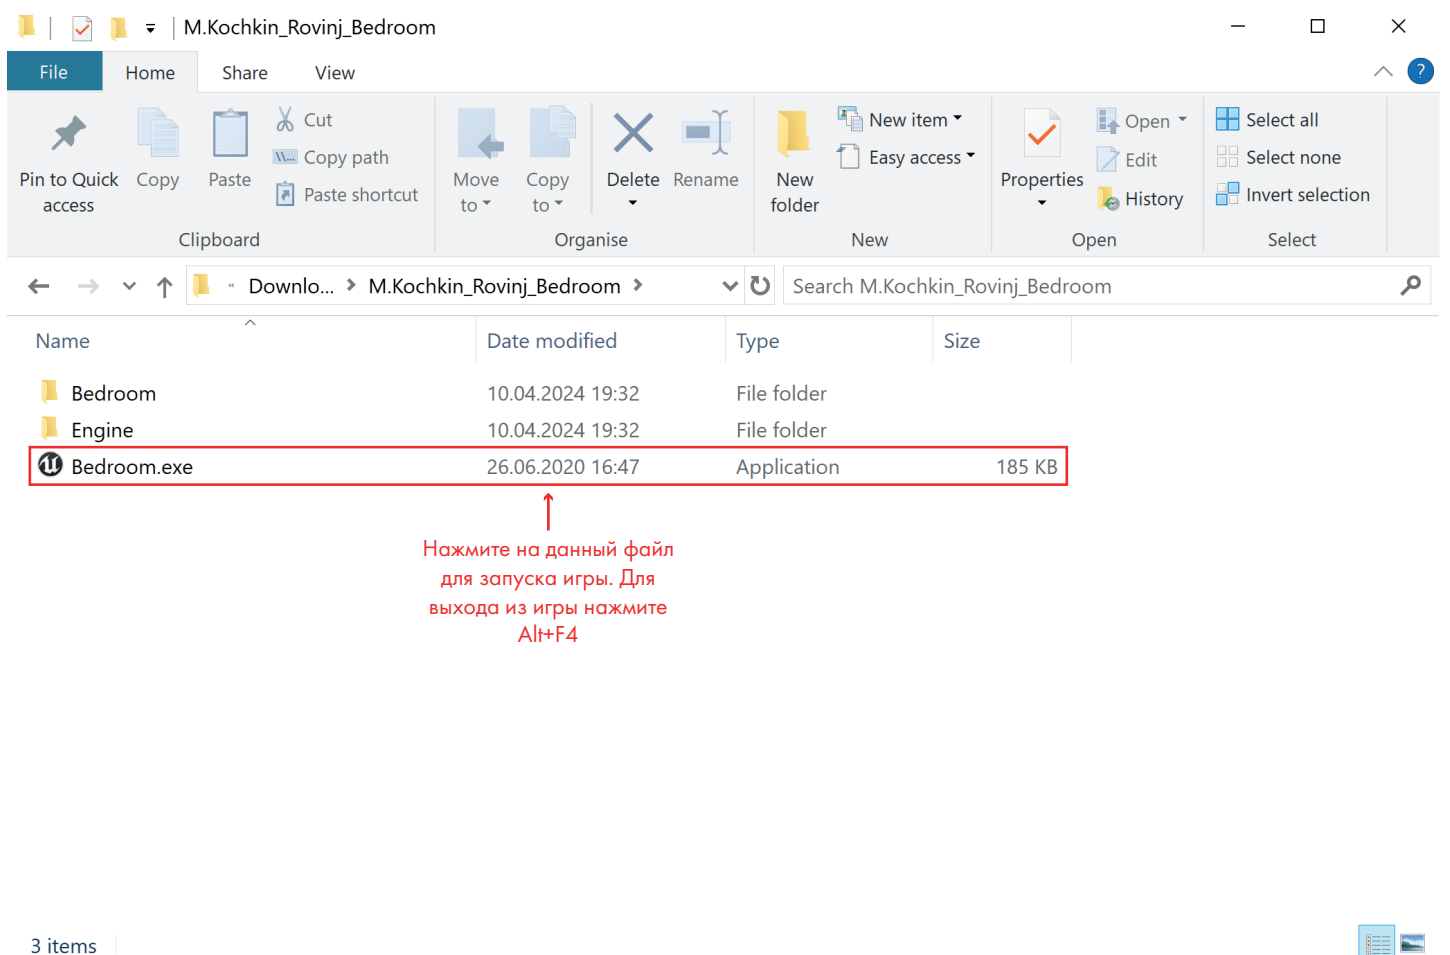 M.Kochkin_Rovinj_Bedroom
File Home Share View
?
Pin to Quick access
Copy
Paste
Cut
Copy path
Paste shortcut
Clipboard
Move to
Copy to
Delete
Rename
Organise
New folder
New item
Easy access
New
Properties
Open
Edit
History
Open
Select all
Select none
Invert selection
Select
« Downlo... M.Kochkin_Rovinj_Bedroom
Search M.Kochkin_Rovinj_Bedroom
Name Date modified Type Size
Bedroom 10.04.2024 19:32 File folder
Engine 10.04.2024 19:32 File folder
Bedroom.exe 26.06.2020 16:47 Application 185 KB
Нажмите на данный файл
для запуска игры. Для
выхода из игры нажмите
Alt+F4
3 items